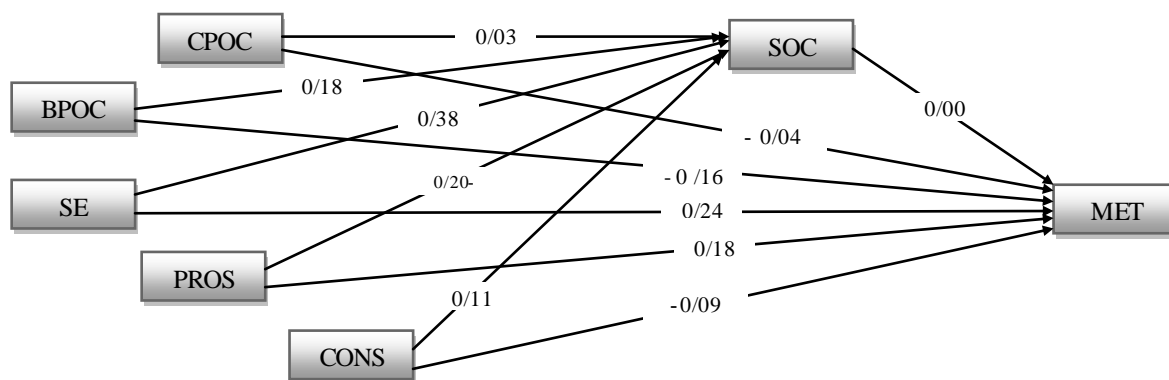 CPOC
0/03
SOC
BPOC
0/18
0/38
0/00
- 0/04
SE
0/20-
-0 /16
0/24
MET
PROS
0/18
0/11
-0/09
CONS